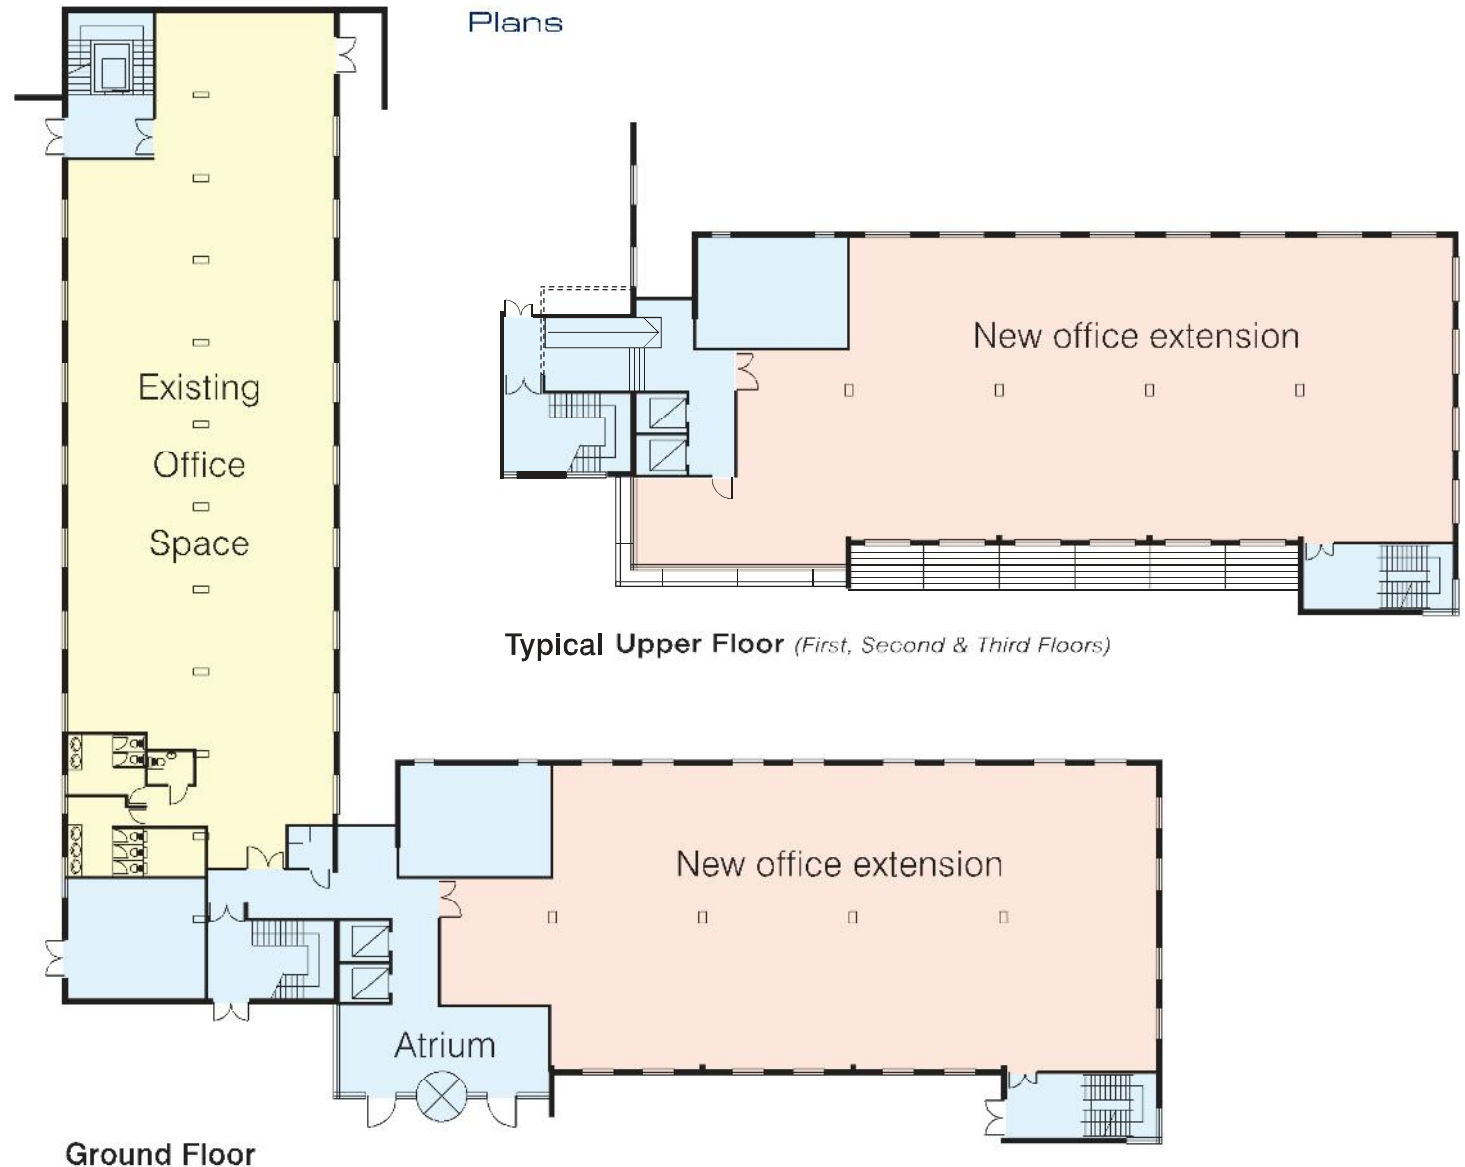 Plans
Existing
Office
Space
New office extension
Typical Upper Floor (First, Second & Third Floors)
New office extension
Atrium
Ground Floor